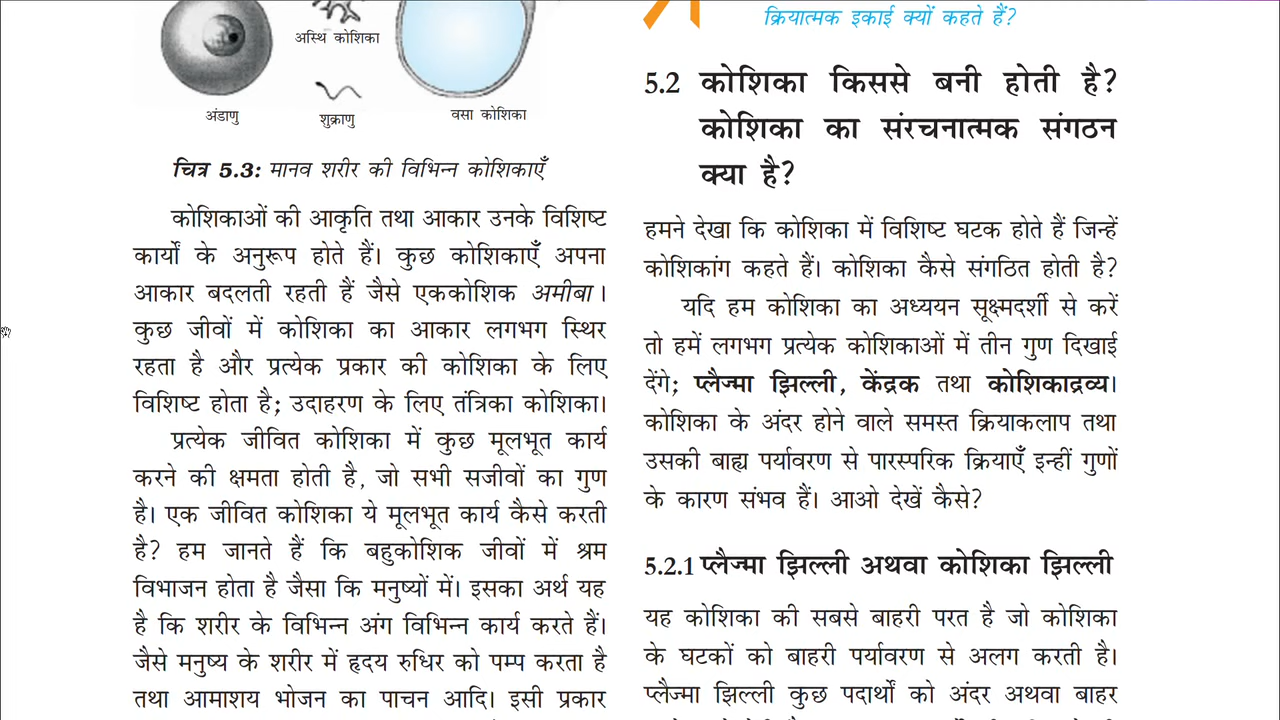 अस्थि कोशिका
अंडाणु
शुक्राणु
वसा कोशिका
चित्र 5.3: मानव शरीर की विभिन्न कोशिकाएँ
कोशिकाओं की आकृति तथा आकार उनके विशिष्ट
कार्यों के अनुरूप होते हैं। कुछ कोशिकाएँ अपना
आकार बदलती रहती हैं जैसे एककोशिक अमीबा ।
कुछ जीवों में कोशिका का आकार लगभग स्थिर
रहता है और प्रत्येक प्रकार की कोशिका के लिए
विशिष्ट होता है; उदाहरण के लिए तंत्रिका कोशिका।
प्रत्येक जीवित कोशिका में कुछ मूलभूत कार्य
करने की क्षमता होती है, जो सभी सजीवों का गुण
है। एक जीवित कोशिका ये मूलभूत कार्य कैसे करती
है? हम जानते हैं कि बहुकोशिक जीवों में श्रम
विभाजन होता है जैसा कि मनुष्यों में। इसका अर्थ यह
है कि शरीर के विभिन्न अंग विभिन्न कार्य करते हैं।
जैसे मनुष्य के शरीर में हृदय रुधिर को पम्प करता है
तथा आमाशय भोजन का पाचन आदि। इसी प्रकार
क्रियात्मक इकाई क्यों कहते हैं?
5.2 कोशिका किससे बनी होती है?
कोशिका का संरचनात्मक संगठन
क्या है?
हमने देखा कि कोशिका में विशिष्ट घटक होते हैं जिन्हें
कोशिकांग कहते हैं। कोशिका कैसे संगठित होती है?
यदि हम कोशिका का अध्ययन सूक्ष्मदर्शी से करें
तो हमें लगभग प्रत्येक कोशिकाओं में तीन गुण दिखाई
देंगे; प्लैज्मा झिल्ली, केंद्रक तथा कोशिकाद्रव्य।
कोशिका के अंदर होने वाले समस्त क्रियाकलाप तथा
उसकी बाह्य पर्यावरण से पारस्परिक क्रियाएँ इन्हीं गुणों
के कारण संभव हैं। आओ देखें कैसे?
5.2.1 प्लैज्मा झिल्ली अथवा कोशिका झिल्ली
यह कोशिका की सबसे बाहरी परत है जो कोशिका
के घटकों को बाहरी पर्यावरण से अलग करती है।
प्लैज्मा झिल्ली कुछ पदार्थों को अंदर अथवा बाहर